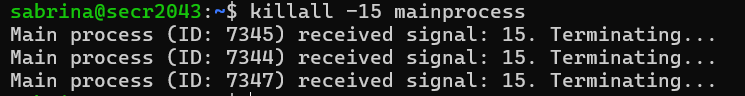 sabrina@secr2043:~$ killall -15 mainprocess
Main process (ID: 7345) received signal: 15. Terminating...
Main process (ID: 7344) received signal: 15. Terminating...
Main process (ID: 7347) received signal: 15. Terminating...